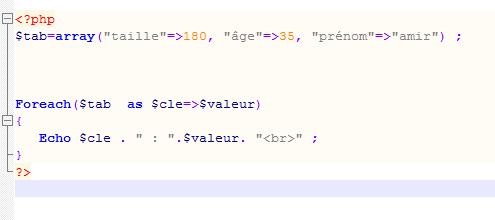 <?php
$tab=array("taille"=>180, "âge"=>35, "prénom"=>"amir") ;
Foreach($tab  as $cle=>$valeur)
{
   Echo $cle . " : ".$valeur. "<br>" ;
}
?>